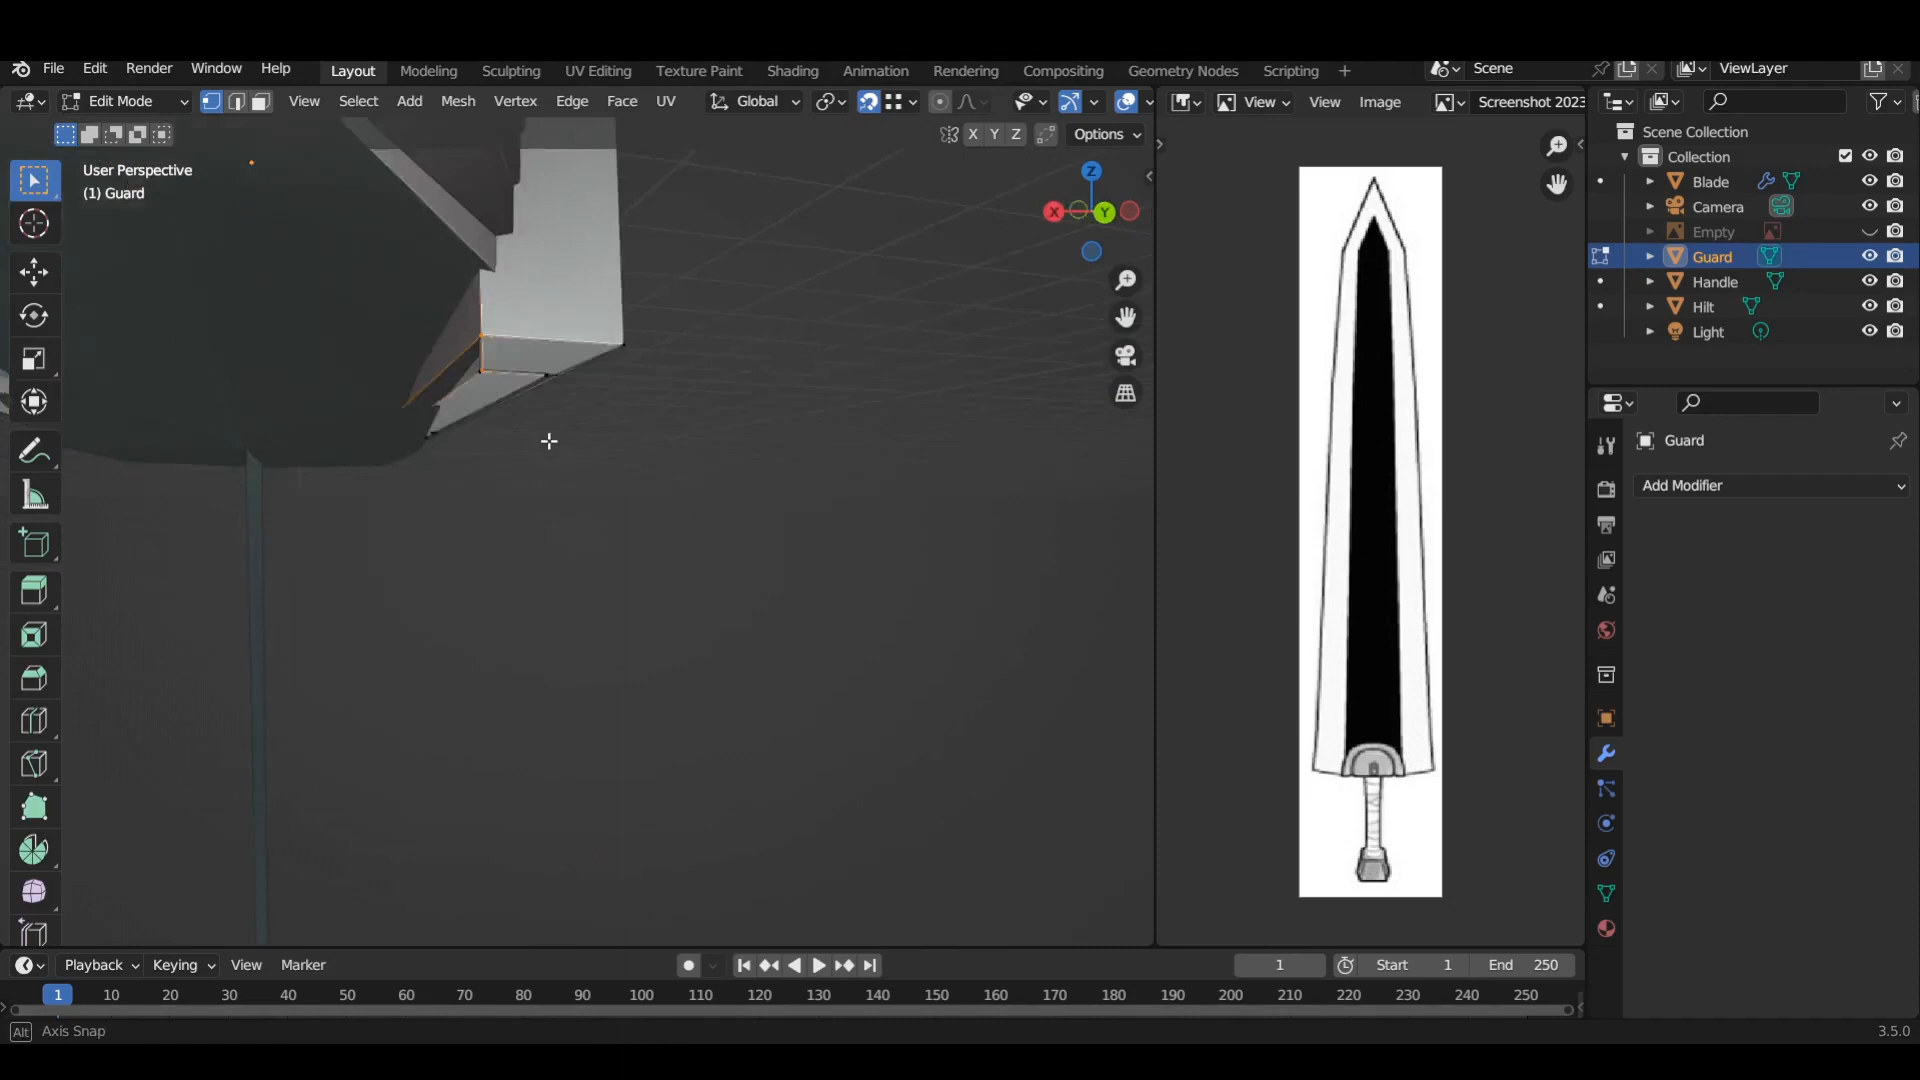 File Edit Render Window Help Layout Modeling Sculpting UV Editing Texture Paint Shading Animation Rendering Compositing Geometry Nodes Scripting + Scene ViewLayer
Edit Mode View Select Add Mesh Vertex Edge Face UV Global View View Image Screenshot 2023
X Y Z Options
User Perspective
(1) Guard
Z
X Y
Scene Collection
Collection
Blade
Camera
Empty
Guard
Handle
Hilt
Light
Guard
Add Modifier
Playback Keying View Marker 1 Start 1 End 250
1 10 20 30 40 50 60 70 80 90 100 110 120 130 140 150 160 170 180 190 200 210 220 230 240 250
Alt Axis Snap 3.5.0